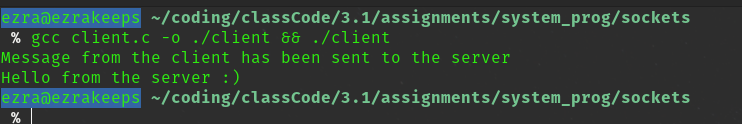 ezra@ezrakeeps ~/coding/classCode/3.1/assignments/system_prog/sockets
% gcc client.c -o ./client && ./client
Message from the client has been sent to the server
Hello from the server :)
ezra@ezrakeeps ~/coding/classCode/3.1/assignments/system_prog/sockets
%